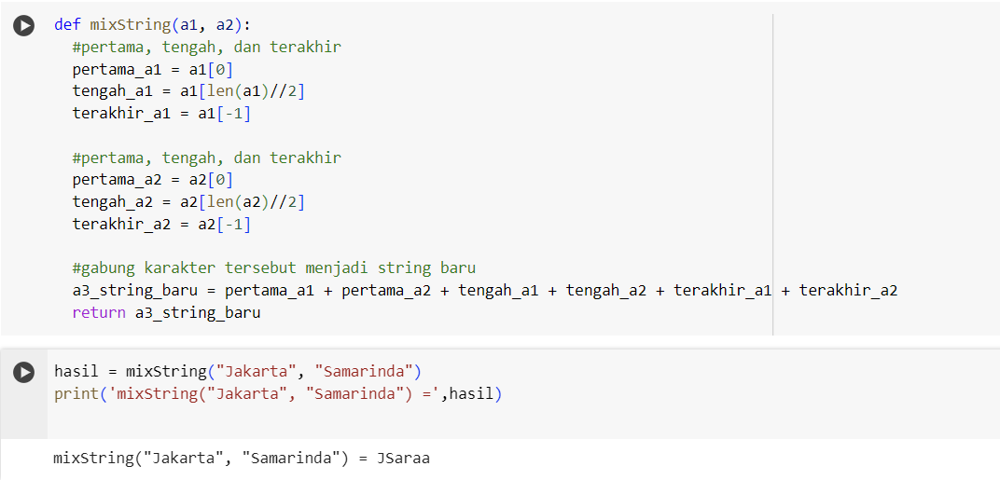 def mixString(a1, a2):
  #pertama, tengah, dan terakhir
  pertama_a1 = a1[0]
  tengah_a1 = a1[len(a1)//2]
  terakhir_a1 = a1[-1]

  #pertama, tengah, dan terakhir
  pertama_a2 = a2[0]
  tengah_a2 = a2[len(a2)//2]
  terakhir_a2 = a2[-1]

  #gabung karakter tersebut menjadi string baru
  a3_string_baru = pertama_a1 + pertama_a2 + tengah_a1 + tengah_a2 + terakhir_a1 + terakhir_a2
  return a3_string_baru

hasil = mixString("Jakarta", "Samarinda")
print('mixString("Jakarta", "Samarinda") =',hasil)

mixString("Jakarta", "Samarinda") = JSaraa